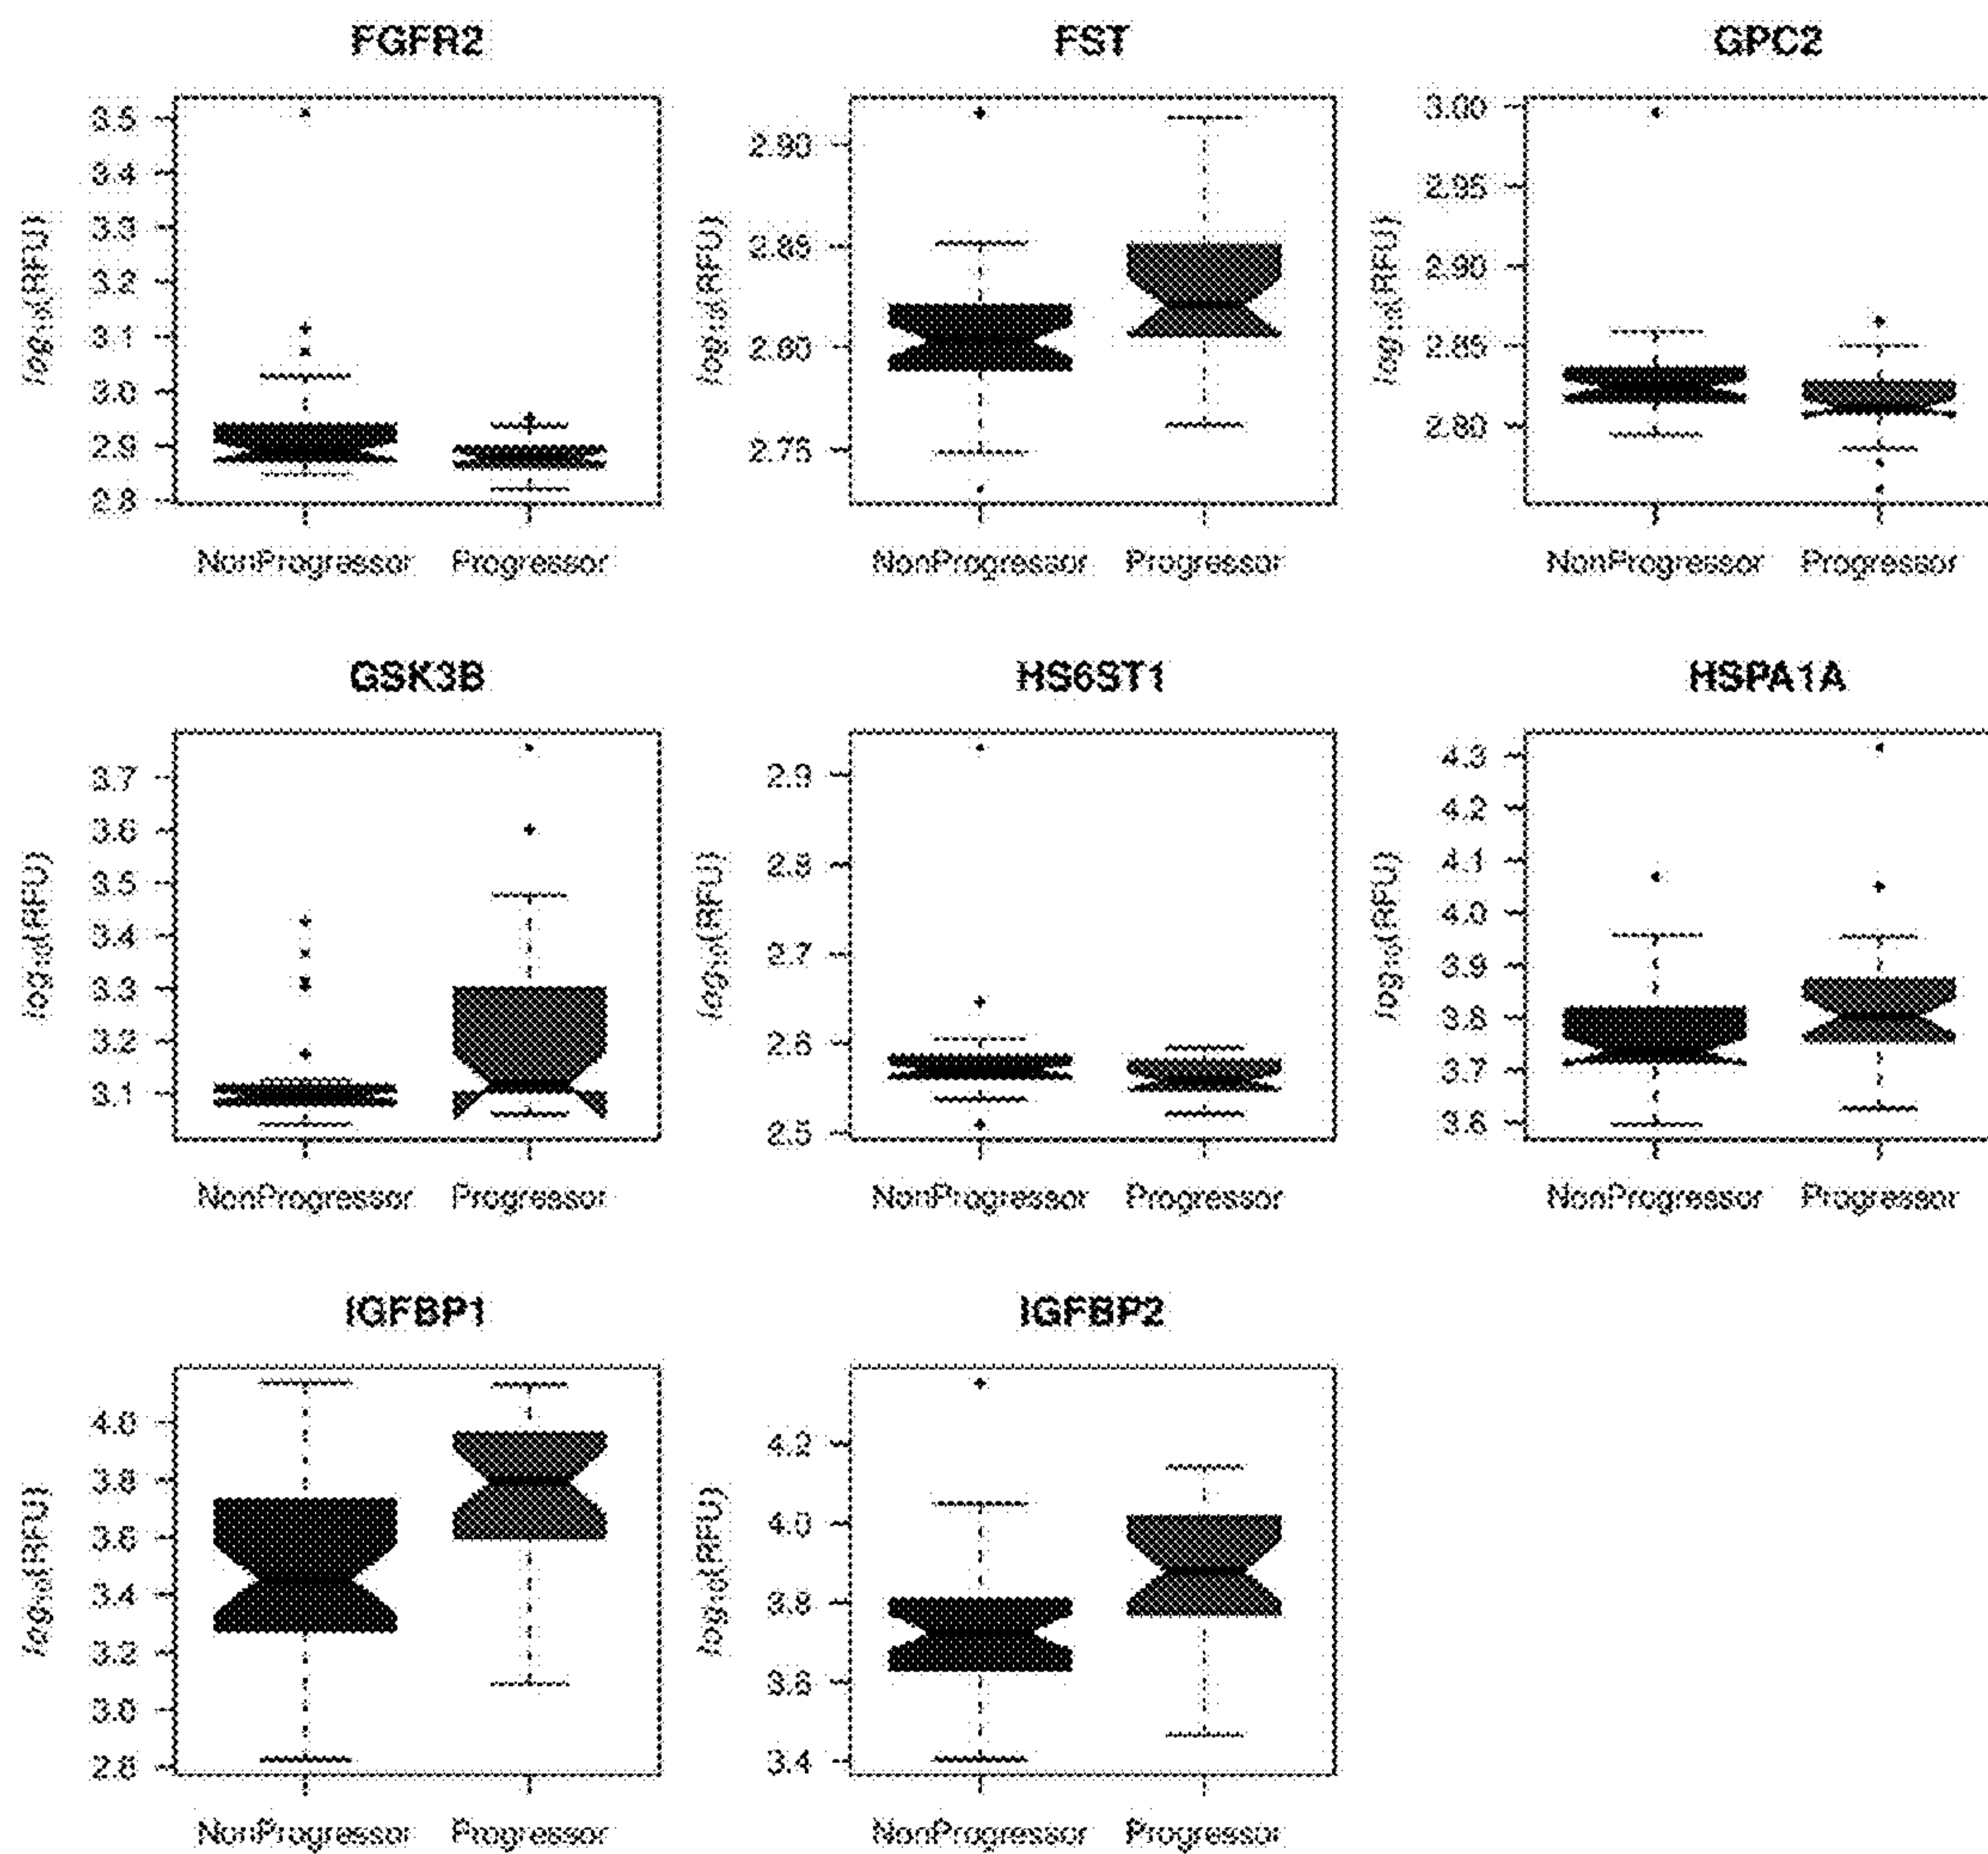 FGFR2
log10(RFU)
3.5
3.4
3.3
3.2
3.1
3.0
2.9
2.8
NonProgressor Progressor
FST
log10(RFU)
2.90
2.85
2.80
2.75
NonProgressor Progressor
GPC2
log10(RFU)
3.00
2.95
2.90
2.85
2.80
NonProgressor Progressor
GSK3B
log10(RFU)
3.7
3.6
3.5
3.4
3.3
3.2
3.1
NonProgressor Progressor
HS6ST1
log10(RFU)
2.9
2.8
2.7
2.6
2.5
NonProgressor Progressor
HSPA1A
log10(RFU)
4.3
4.2
4.1
4.0
3.9
3.8
3.7
3.6
NonProgressor Progressor
IGFBP1
log10(RFU)
4.0
3.8
3.6
3.4
3.2
3.0
2.8
NonProgressor Progressor
IGFBP2
log10(RFU)
4.2
4.0
3.8
3.6
3.4
NonProgressor Progressor